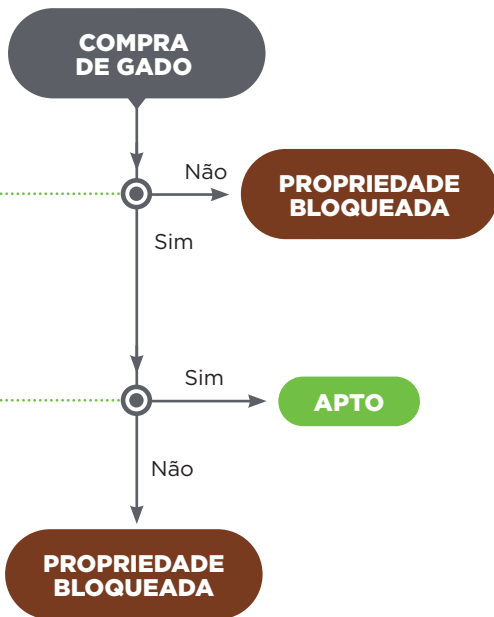 COMPRA
DE GADO
Não
PROPRIEDADE
BLOQUEADA
Sim
Sim
APTO
Não
PROPRIEDADE
BLOQUEADA